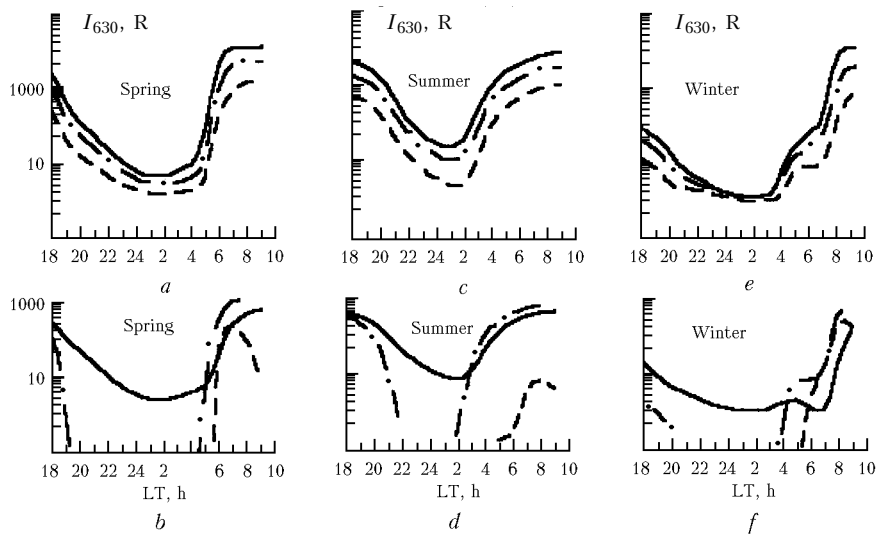 I630, R I630, R I630, R
Spring Summer Winter
1000
10
18 20 22 24 2 4 6 8 10 18 20 22 24 2 4 6 8 10 18 20 22 24 2 4 6 8 10
a c e
1000
Spring Summer Winter
10
18 20 22 24 2 4 6 8 10 18 20 22 24 2 4 6 8 10 18 20 22 24 2 4 6 8 10
LT, h LT, h LT, h
b d f